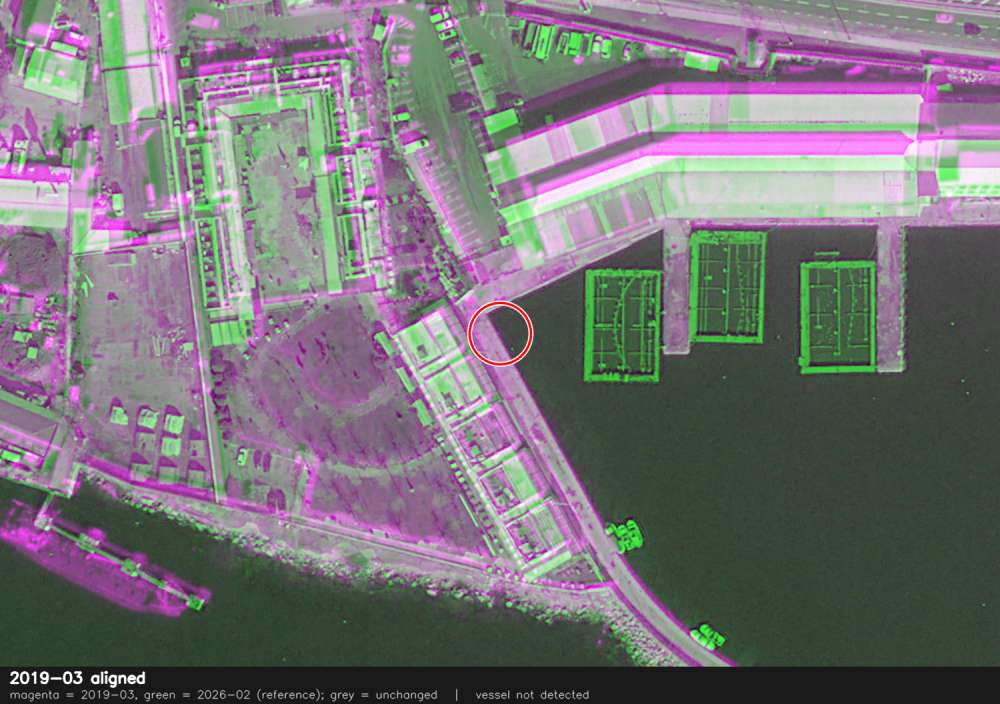 2019-03 aligned
magenta = 2019-03, green = 2026-02 (reference); grey = unchanged | vessel not detected